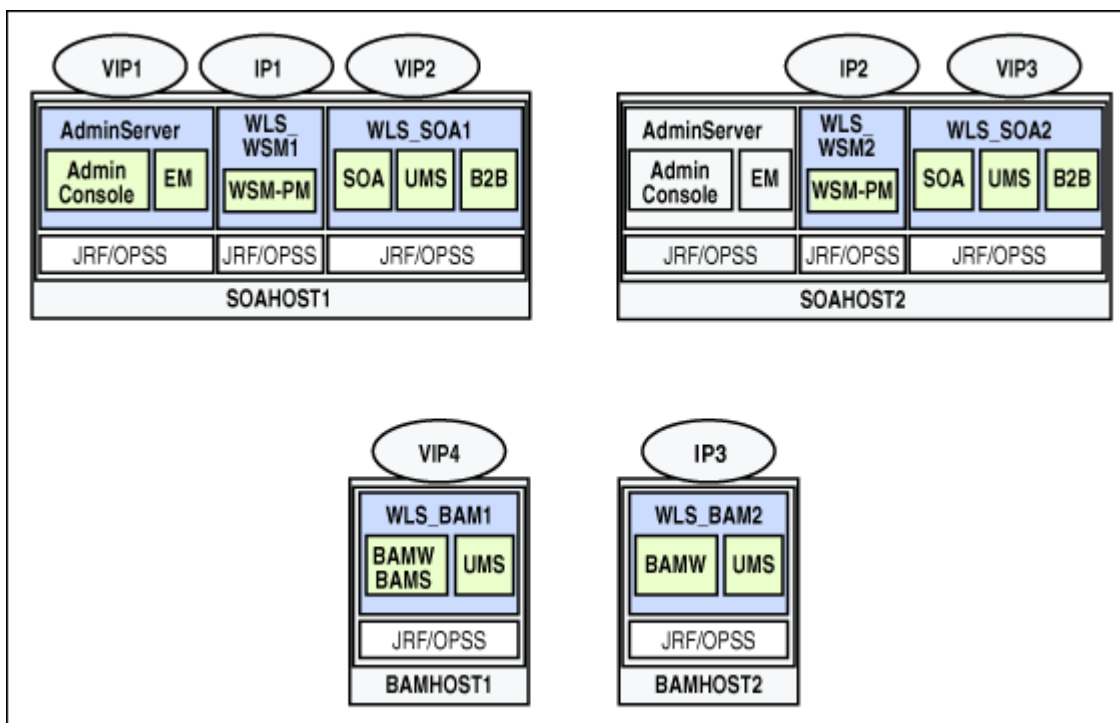 VIP1 IP1 VIP2
AdminServer
Admin
Console
EM
WLS_
WSM1
WSM-PM
WLS_SOA1
SOA UMS B2B
JRF/OPSS JRF/OPSS JRF/OPSS
SOAHOST1
IP2 VIP3
AdminServer
Admin
Console
EM
WLS_
WSM2
WSM-PM
WLS_SOA2
SOA UMS B2B
JRF/OPSS JRF/OPSS JRF/OPSS
SOAHOST2
VIP4
WLS_BAM1
BAMW
BAMS
UMS
JRF/OPSS
BAMHOST1
IP3
WLS_BAM2
BAMW UMS
JRF/OPSS
BAMHOST2